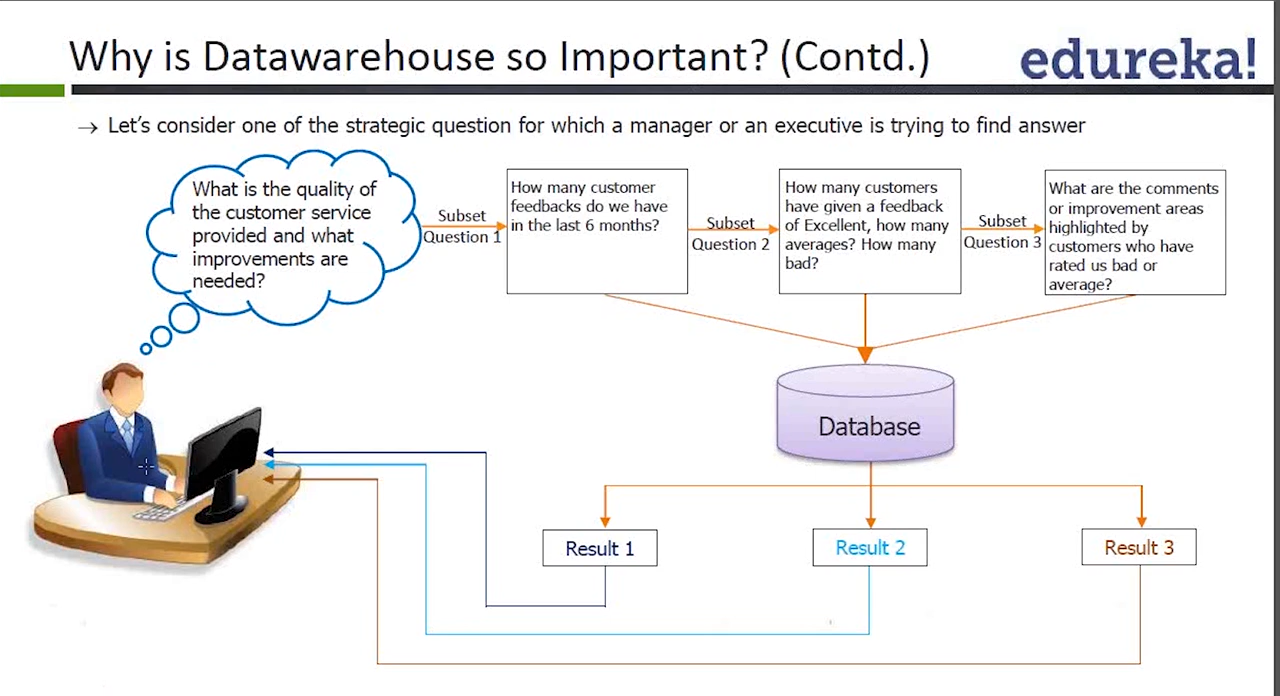 Why is Datawarehouse so Important? (Contd.)
edureka!
→ Let's consider one of the strategic question for which a manager or an executive is trying to find answer
What is the quality of
the customer service
provided and what
improvements are
needed?
Subset
Question 1
How many customer
feedbacks do we have
in the last 6 months?
Subset
Question 2
How many customers
have given a feedback
of Excellent, how many
averages? How many
bad?
Subset
Question 3
What are the comments
or improvement areas
highlighted by
customers who have
rated us bad or
average?
Database
Result 1
Result 2
Result 3